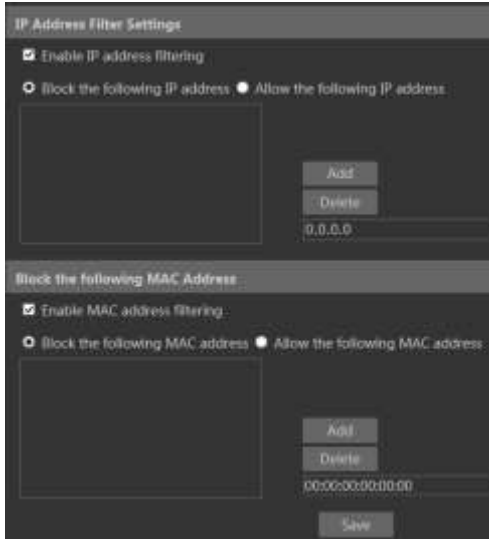 IP Address Filter Settings
Enable IP address filtering
Block the following IP address Allow the following IP address
Add
Delete
0.0.0.0
Block the following MAC Address
Enable MAC address filtering
Block the following MAC address Allow the following MAC address
Add
Delete
00:00:00:00:00:00
Save